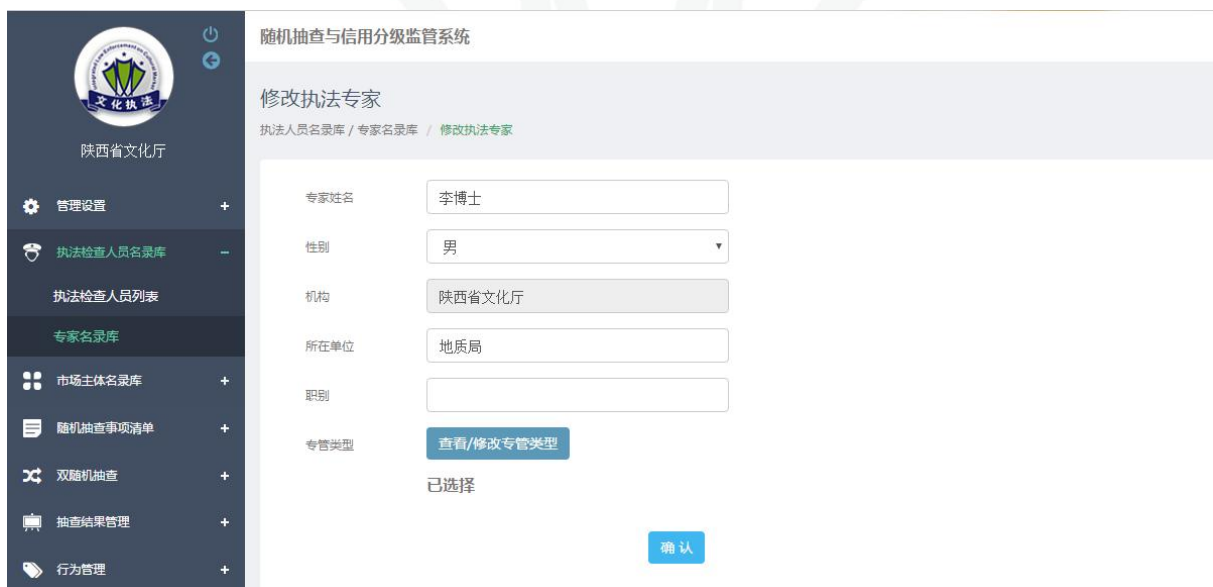 文化执法
陕西省文化厅
管理设置
执法检查人员名录库
执法检查人员列表
专家名录库
市场主体名录库
随机抽查事项清单
双随机抽查
抽查结果管理
行为管理
随机抽查与信用分级监管系统
修改执法专家
执法人员名录库 / 专家名录库 / 修改执法专家
专家姓名 李博士
性别 男
机构 陕西省文化厅
所在单位 地质局
职别
专管类型 查看/修改专管类型
已选择
确认